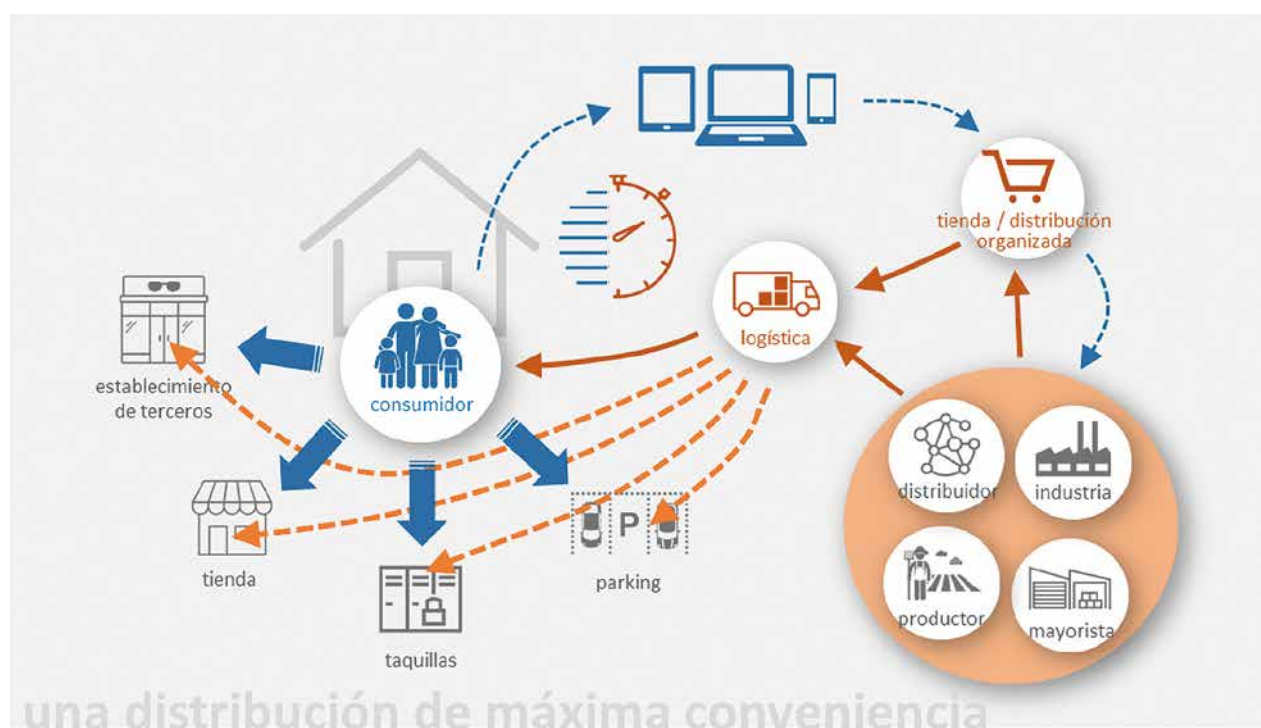 tienda / distribución
organizada
logística
establecimiento
de terceros
consumidor
distribuidor
industria
P
tienda
parking
productor
mayorista
taquillas
una distribución de máxima conveniencia